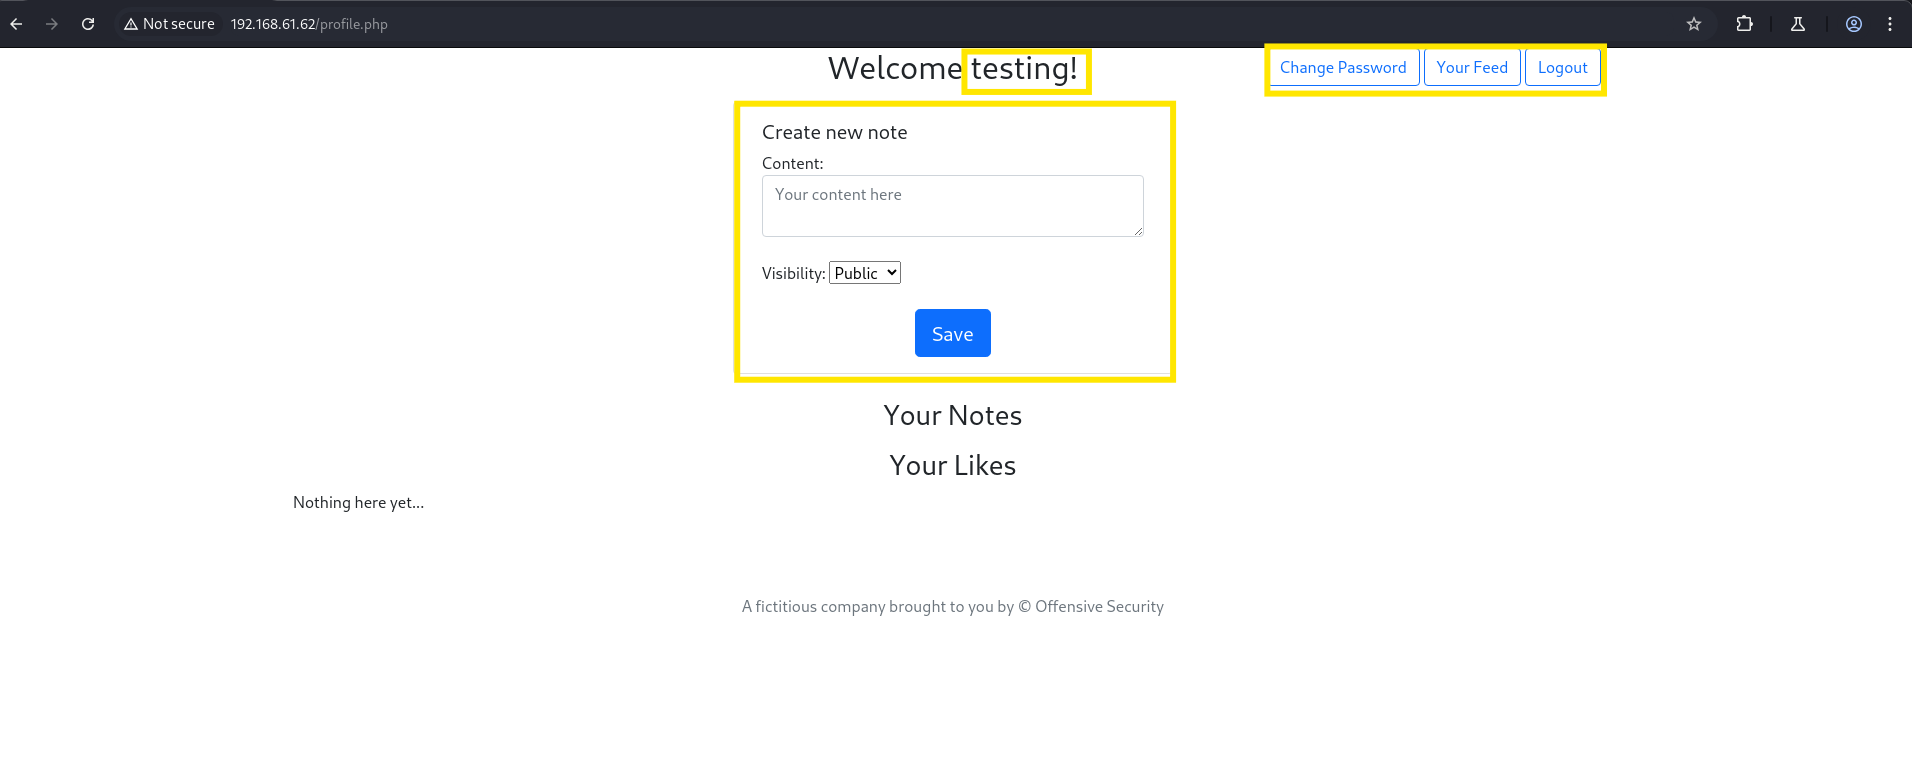 Not secure 192.168.61.62/profile.php
Welcome testing!
Change Password Your Feed Logout
Create new note
Content:
Your content here
Visibility: Public
Save
Your Notes
Your Likes
Nothing here yet...
A fictitious company brought to you by © Offensive Security